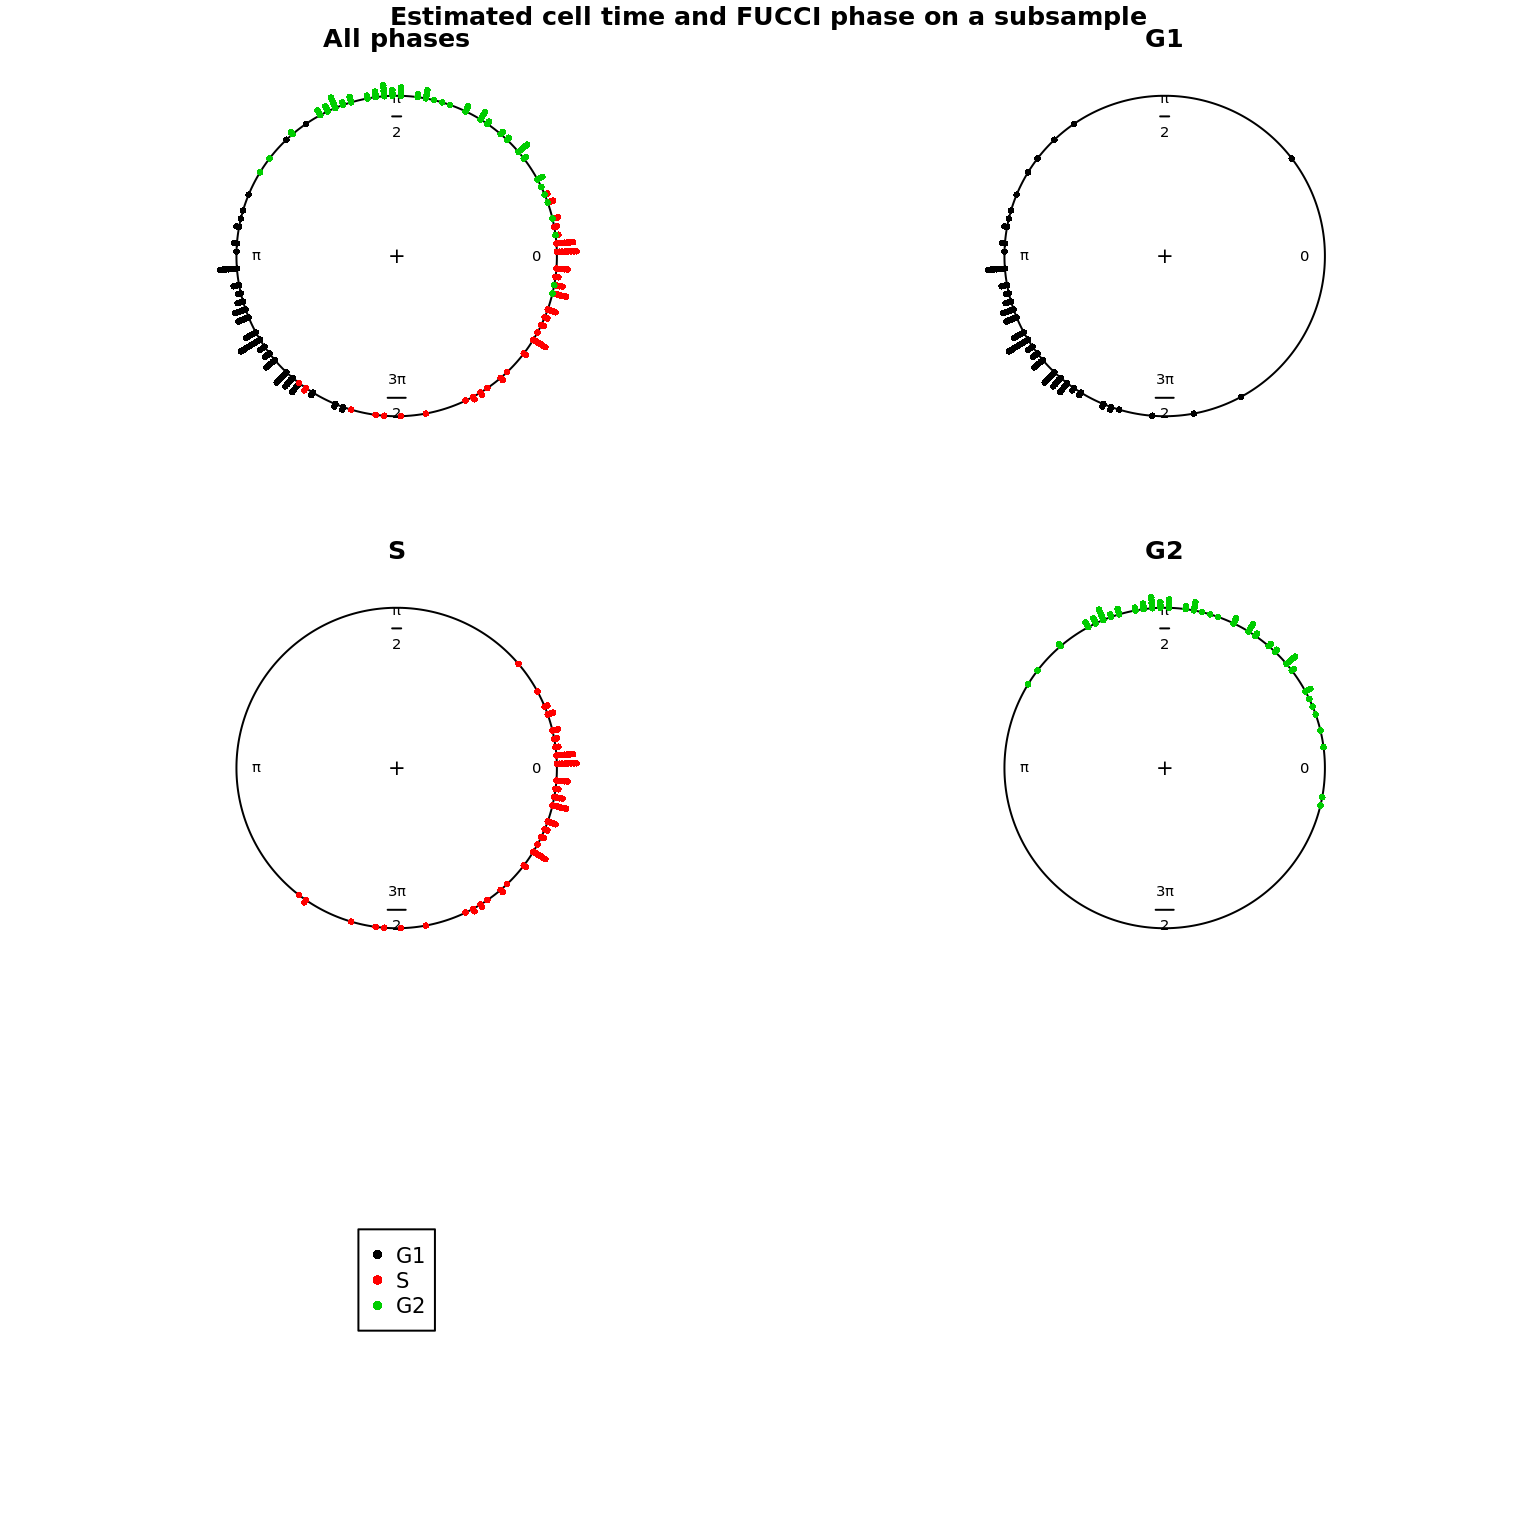 Estimated cell time and FUCCI phase on a subsample
All phases
π
2
π
+
0
3π
2
G1
π
2
π
+
0
3π
2
S
π
2
π
+
0
3π
2
G2
π
2
π
+
0
3π
2
G1
S
G2